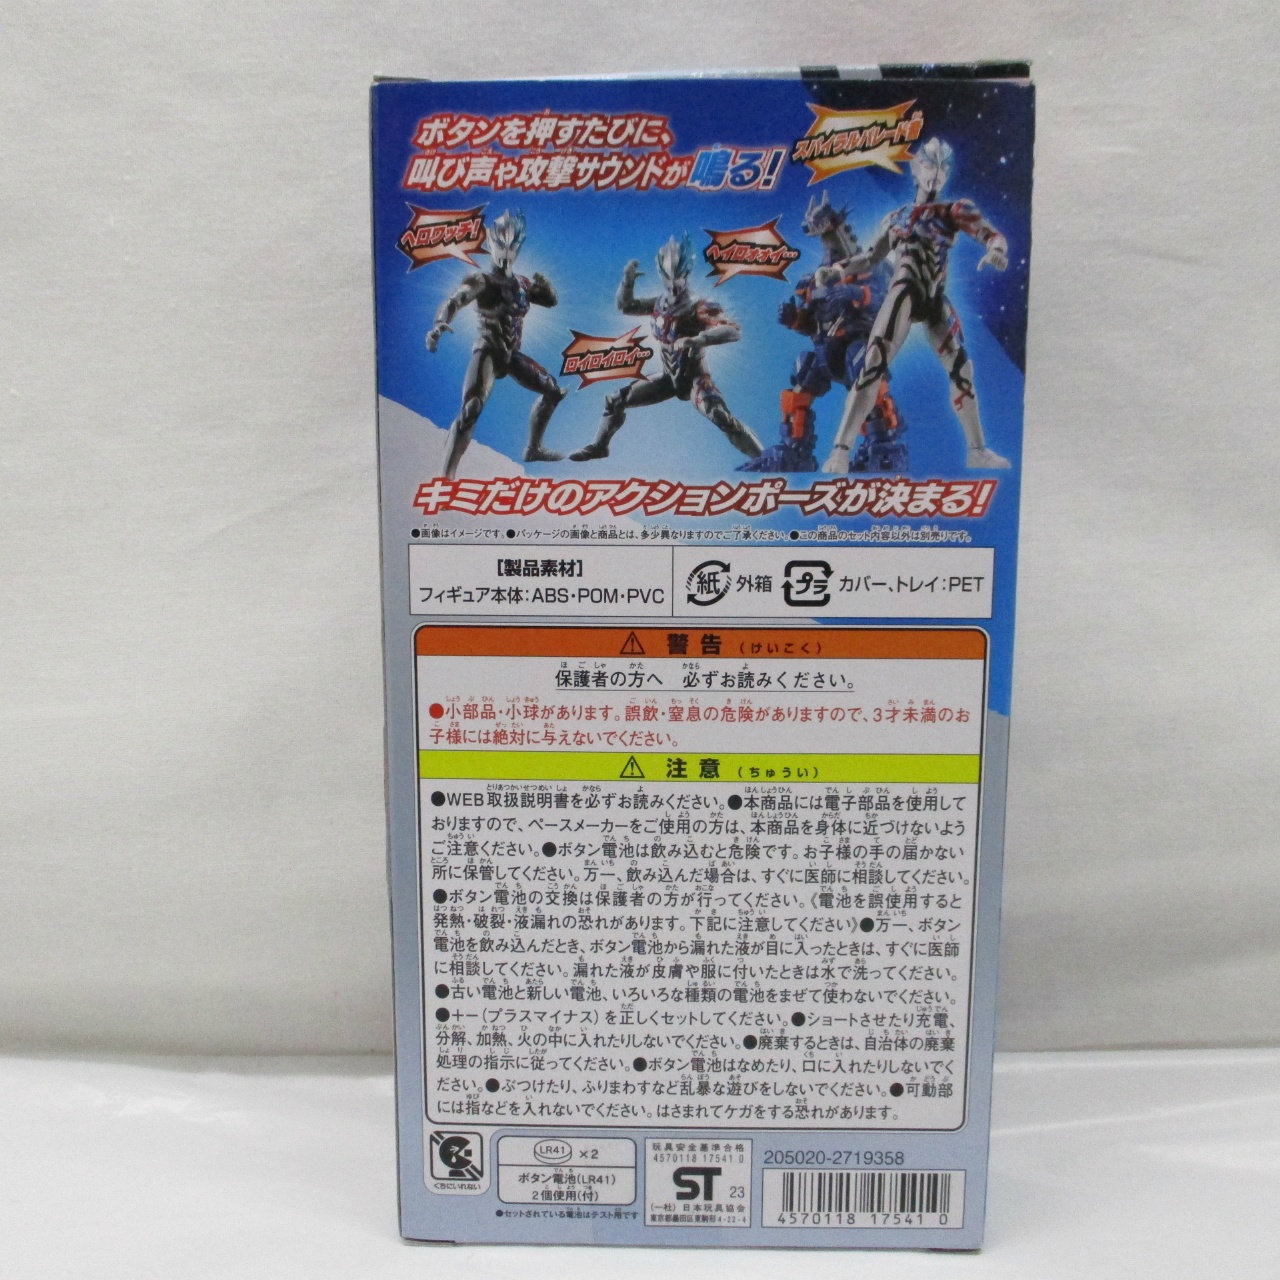 ボタンを押すたびに、
叫び声や攻撃サウンドが鳴る!
スパイラルバレード音
ヘロワッチ!
ヘイロォオイ…
ロイロイロイ…
キミだけのアクションポーズが決まる!
●画像はイメージです。●パッケージの画像と商品とは、多少異なりますのでご了承ください。●この商品のセット内容以外は別売りです。
[製品素材]
フィギュア本体:ABS・POM・PVC
紙 外箱 プラ カバー、トレイ:PET
警告 (けいこく)
保護者の方へ 必ずお読みください。
●小部品・小球があります。誤飲・窒息の危険がありますので、3才未満のお
子様には絶対に与えないでください。
注意 (ちゅうい)
●WEB取扱説明書を必ずお読みください。●本商品には電子部品を使用して
おりますので、ペースメーカーをご使用の方は、本商品を身体に近づけないよう
ご注意ください。●ボタン電池は飲み込むと危険です。お子様の手の届かない
所に保管してください。万一、飲み込んだ場合は、すぐに医師に相談してください。
●ボタン電池の交換は保護者の方が行ってください。《電池を誤使用すると
発熱・破裂・液漏れの恐れがあります。下記に注意してください》●万一、ボタン
電池を飲み込んだとき、ボタン電池から漏れた液が目に入ったときは、すぐに医師
に相談してください。漏れた液が皮膚や服に付いたときは水で洗ってください。
●古い電池と新しい電池、いろいろな種類の電池をまぜて使わないでください。
●+−(プラスマイナス)を正しくセットしてください。●ショートさせたり充電、
分解、加熱、火の中に入れたりしないでください。●廃棄するときは、自治体の廃棄
処理の指示に従ってください。●ボタン電池はなめたり、口に入れたりしないでく
ださい。●ぶつけたり、ふりまわすなど乱暴な遊びをしないでください。●可動部
には指などを入れないでください。はさまれてケガをする恐れがあります。
くちにいれない
LR41 ×2
ボタン電池(LR41)
2個使用(付)
●セットされている電池はテスト用です
玩具安全基準合格
4570118 17541 0
ST 23
(一社)日本玩具協会
東京都墨田区東駒形4-22-4
205020-2719358
4570118 175410